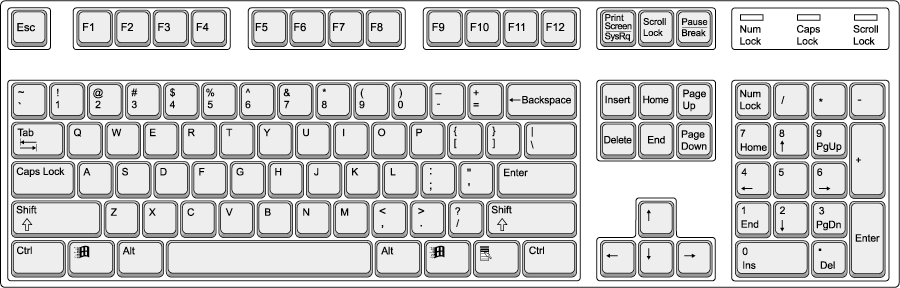 Esc F1 F2 F3 F4 F5 F6 F7 F8 F9 F10 F11 F12
Print Screen SysRq
Scroll Lock
Pause Break
Num Lock
Caps Lock
Scroll Lock
~ ! @ # $ % ^ & * ( ) _ +
` 1 2 3 4 5 6 7 8 9 0 - = ←Backspace
Insert Home Page Up
Num Lock / * -
Tab Q W E R T Y U I O P { [ } ] | \
Delete End Page Down
7 Home 8 ↑ 9 PgUp +
Caps Lock A S D F G H J K L : ; " ' Enter
4 ← 5 6 →
Shift Z X C V B N M < , > . ? / Shift
↑
1 End 2 ↓ 3 PgDn Enter
Ctrl Alt Alt Ctrl
← ↓ →
0 Ins . Del